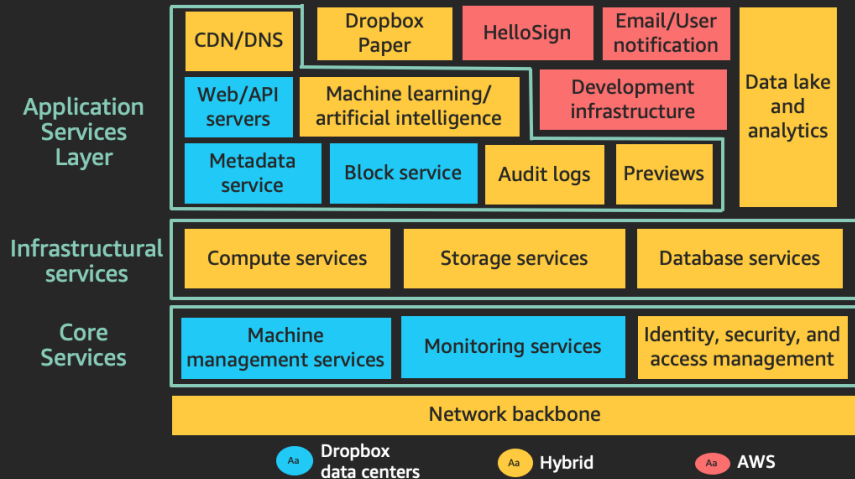 CDN/DNS
Dropbox
Paper
HelloSign
Email/User
notification
Data lake
and
analytics
Application
Services
Layer
Web/API
servers
Machine learning/
artificial intelligence
Development
infrastructure
Metadata
service
Block service
Audit logs
Previews
Infrastructural
services
Compute services
Storage services
Database services
Core
Services
Machine
management services
Monitoring services
Identity, security, and
access management
Network backbone
Aa
Dropbox
data centers
Aa
Hybrid
Aa
AWS